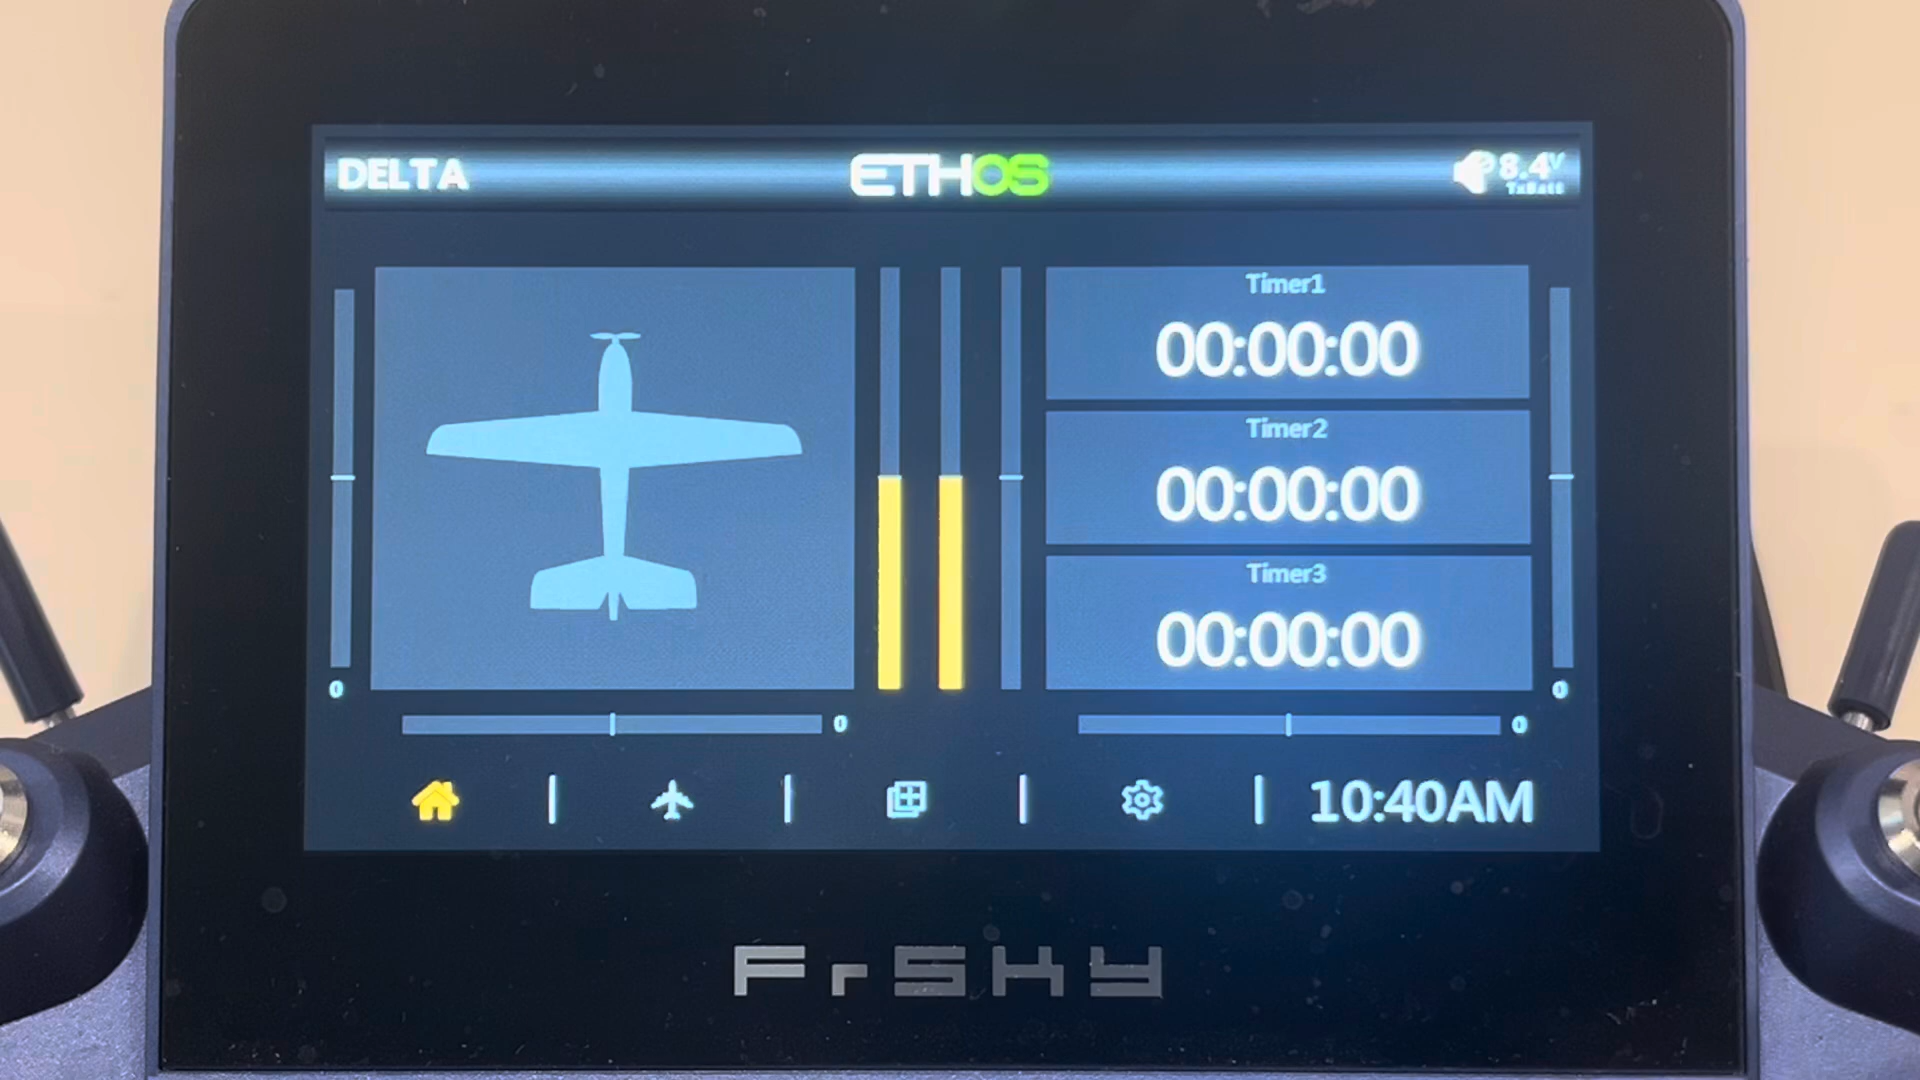 DELTA
ETHOS
8.4V
TxBatt
Timer1
00:00:00
Timer2
00:00:00
Timer3
00:00:00
0
0
0
0
10:40AM
FrSKY